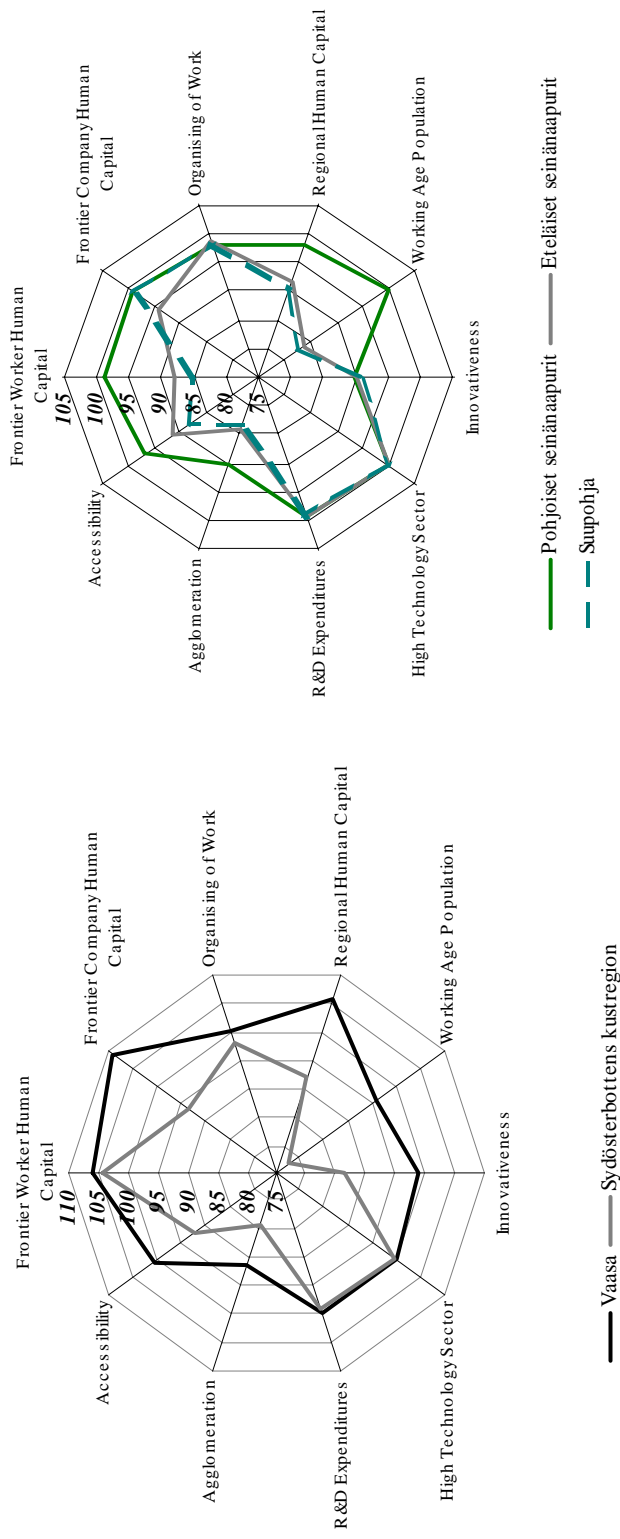 Frontier Worker Human
Capital
Frontier Company Human
Capital
Organising of Work
Regional Human Capital
Working Age Population
Innovativeness
High Technology Sector
R&D Expenditures
Agglomeration
Accessibility
110
105
100
95
90
85
80
75
Vaasa
Sydösterbottens kustregion
Frontier Worker Human
Capital
Frontier Company Human
Capital
Organising of Work
Regional Human Capital
Working Age Population
Innovativeness
High Technology Sector
R&D Expenditures
Agglomeration
Accessibility
105
100
95
90
85
80
75
Pohjoiset seinänaapurit
Eteläiset seinänaapurit
Suupohja